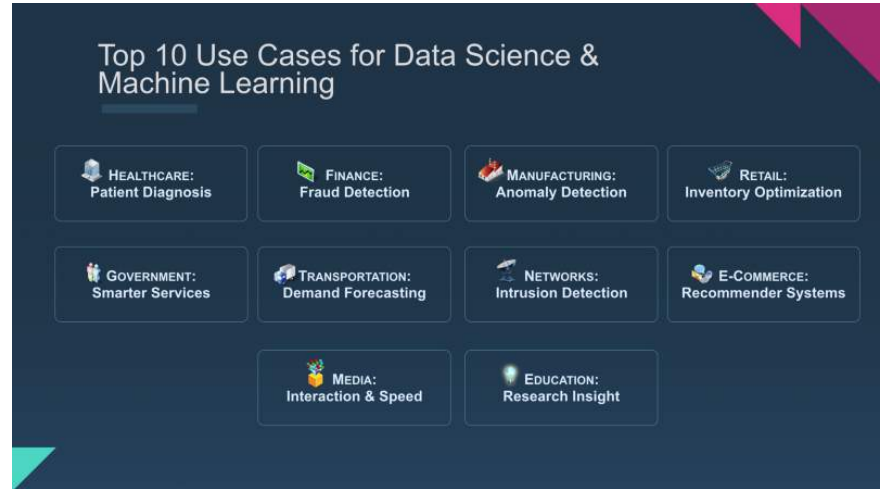 Top 10 Use Cases for Data Science &
Machine Learning
HEALTHCARE:
Patient Diagnosis
FINANCE:
Fraud Detection
MANUFACTURING:
Anomaly Detection
RETAIL:
Inventory Optimization
GOVERNMENT:
Smarter Services
TRANSPORTATION:
Demand Forecasting
NETWORKS:
Intrusion Detection
E-COMMERCE:
Recommender Systems
MEDIA:
Interaction & Speed
EDUCATION:
Research Insight